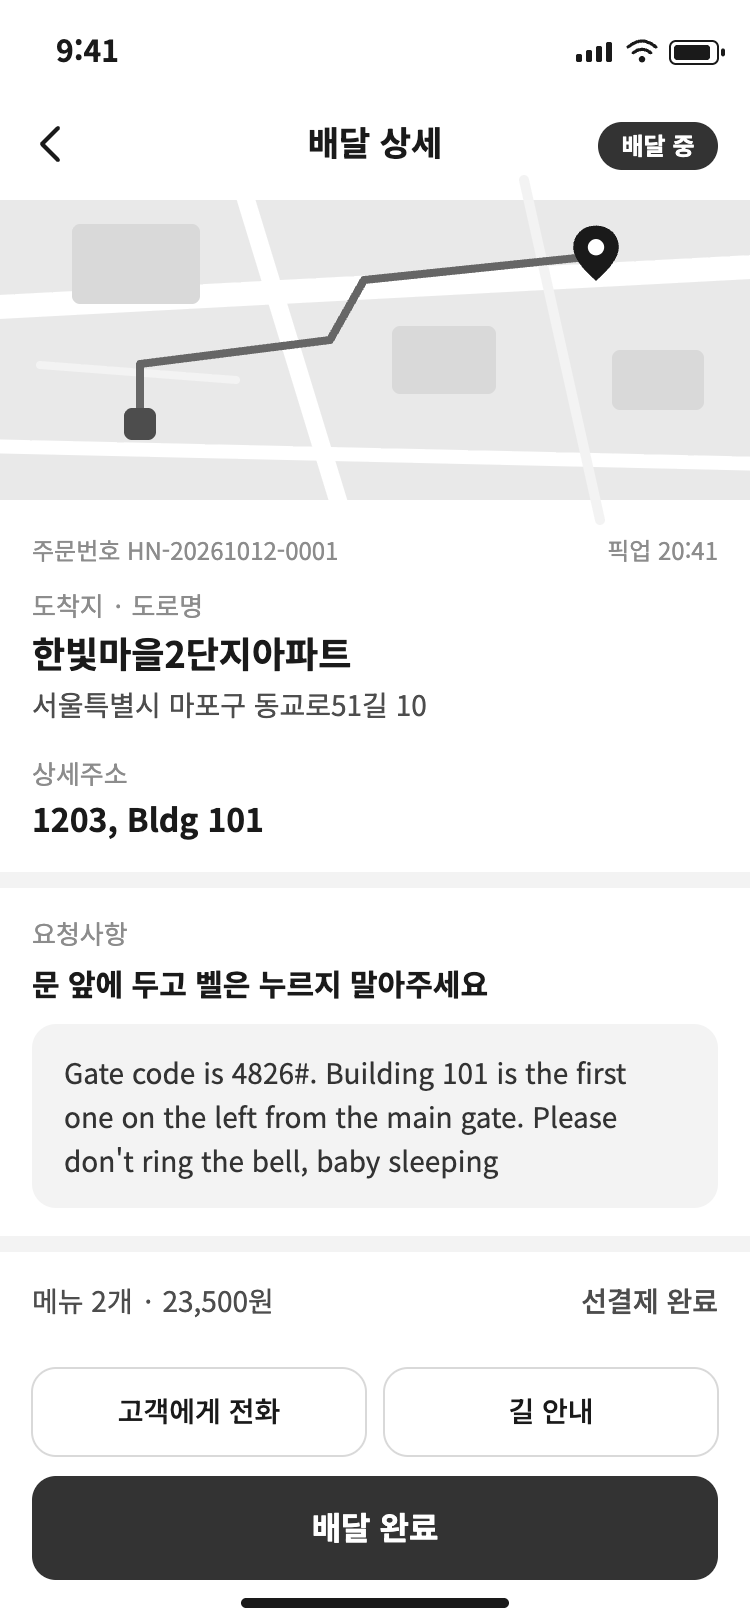 9:41
배달 상세
배달 중
주문번호 HN-20261012-0001
픽업 20:41
도착지 · 도로명
한빛마을2단지아파트
서울특별시 마포구 동교로51길 10
상세주소
1203, Bldg 101
요청사항
문 앞에 두고 벨은 누르지 말아주세요
Gate code is 4826#. Building 101 is the first
one on the left from the main gate. Please
don't ring the bell, baby sleeping
메뉴 2개 · 23,500원
선결제 완료
고객에게 전화
길 안내
배달 완료